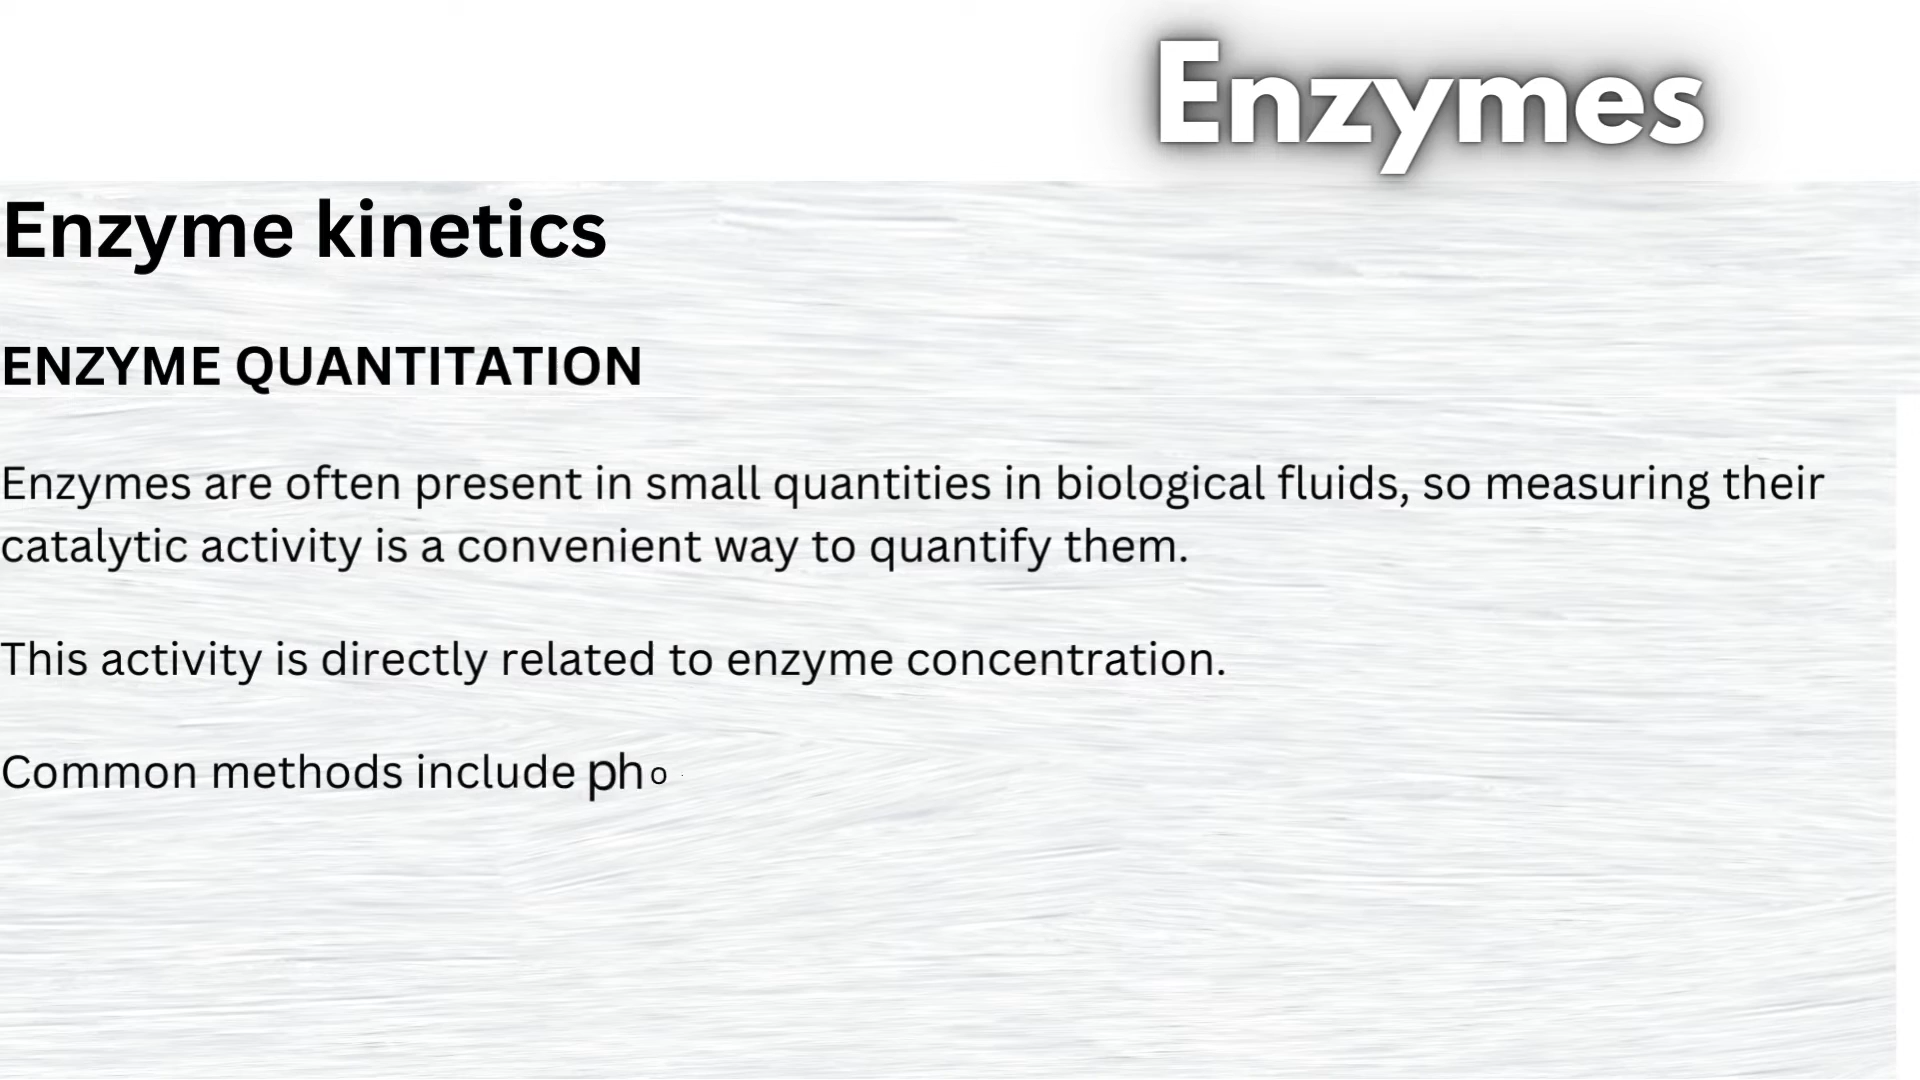 Enzymes
Enzyme kinetics
ENZYME QUANTITATION
Enzymes are often present in small quantities in biological fluids, so measuring their
catalytic activity is a convenient way to quantify them.
This activity is directly related to enzyme concentration.
Common methods include pho